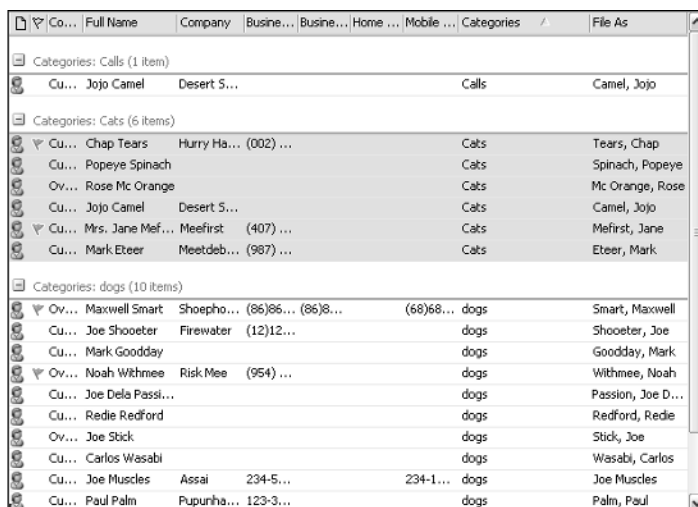 Co... Full Name Company Busine... Busine... Home ... Mobile ... Categories File As
Categories: Calls (1 item)
Cu... Jojo Camel Desert S... Calls Camel, Jojo
Categories: Cats (6 items)
Cu... Chap Tears Hurry Ha... (002) ... Cats Tears, Chap
Cu... Popeye Spinach Cats Spinach, Popeye
Ov... Rose Mc Orange Cats Mc Orange, Rose
Cu... Jojo Camel Desert S... Cats Camel, Jojo
Cu... Mrs. Jane Mef... Meefirst (407) ... Cats Mefirst, Jane
Cu... Mark Eteer Meetdeb... (987) ... Cats Eteer, Mark
Categories: dogs (10 items)
Ov... Maxwell Smart Shoepho... (86)86... (86)8... (68)68... dogs Smart, Maxwell
Cu... Joe Shooeter Firewater (12)12... dogs Shooeter, Joe
Cu... Mark Goodday dogs Goodday, Mark
Ov... Noah Withmee Risk Mee (954) ... dogs Withmee, Noah
Cu... Joe Dela Passi... dogs Passion, Joe D...
Cu... Redie Redford dogs Redford, Redie
Ov... Joe Stick dogs Stick, Joe
Cu... Carlos Wasabi dogs Wasabi, Carlos
Cu... Joe Muscles Assai 234-5... 234-1... dogs Joe Muscles
Cu... Paul Palm Pupunha... 123-3... dogs Palm, Paul